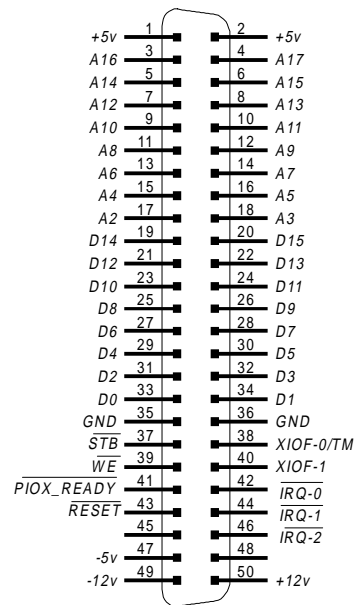 +5v 1 2 +5v
A16 3 4 A17
A14 5 6 A15
A12 7 8 A13
A10 9 10 A11
A8 11 12 A9
A6 13 14 A7
A4 15 16 A5
A2 17 18 A3
D14 19 20 D15
D12 21 22 D13
D10 23 24 D11
D8 25 26 D9
D6 27 28 D7
D4 29 30 D5
D2 31 32 D3
D0 33 34 D1
GND 35 36 GND
STB 37 38 XIOF-0/TM
WE 39 40 XIOF-1
PIOX_READY 41 42 IRQ-0
RESET 43 44 IRQ-1
45 46 IRQ-2
-5v 47 48
-12v 49 50 +12v